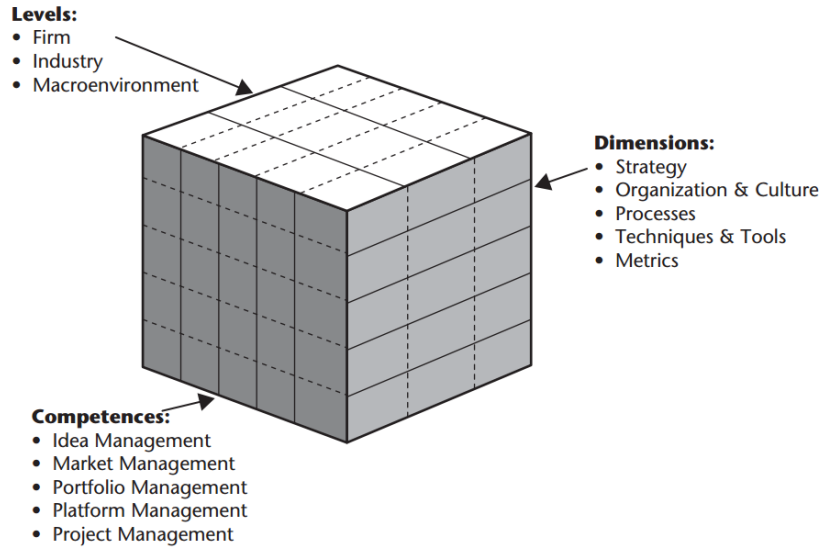 Levels:
• Firm
• Industry
• Macroenvironment
Dimensions:
• Strategy
• Organization & Culture
• Processes
• Techniques & Tools
• Metrics
Competences:
• Idea Management
• Market Management
• Portfolio Management
• Platform Management
• Project Management